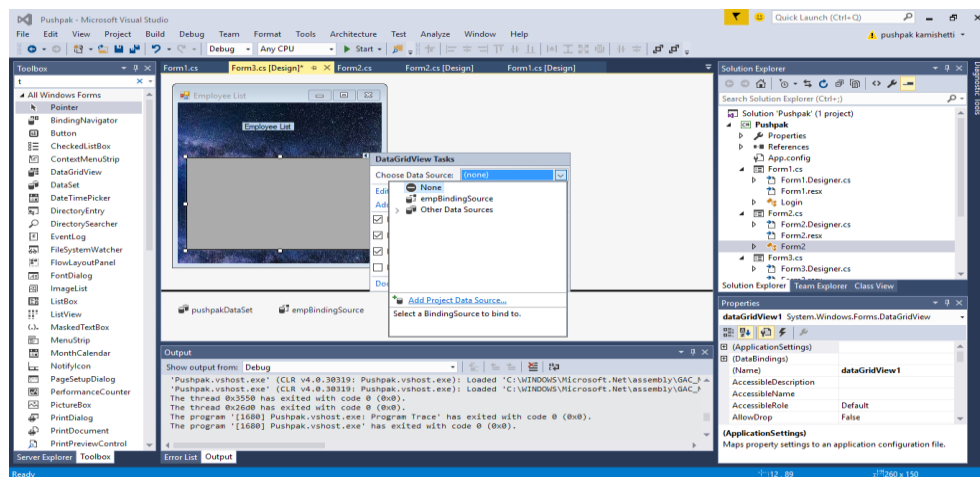 Pushpak - Microsoft Visual Studio
Quick Launch (Ctrl+Q)
File Edit View Project Build Debug Team Format Tools Architecture Test Analyze Window Help
pushpak kamishetti
Debug Any CPU Start
Toolbox
t
All Windows Forms
Pointer
BindingNavigator
Button
CheckedListBox
ContextMenuStrip
DataGridView
DataSet
DateTimePicker
DirectoryEntry
DirectorySearcher
EventLog
FileSystemWatcher
FlowLayoutPanel
FontDialog
ImageList
ListBox
ListView
MaskedTextBox
MenuStrip
MonthCalendar
NotifyIcon
PageSetupDialog
PerformanceCounter
PictureBox
PrintDialog
PrintDocument
PrintPreviewControl
Server Explorer Toolbox
Form1.cs Form3.cs [Design]* Form2.cs Form2.cs [Design] Form1.cs [Design]
Employee List
Employee List
DataGridView Tasks
Choose Data Source: (none)
None
empBindingSource
Other Data Sources
Add Project Data Source...
Select a BindingSource to bind to.
pushpakDataSet empBindingSource
Output
Show output from: Debug
'Pushpak.vshost.exe' (CLR v4.0.30319: Pushpak.vshost.exe): Loaded 'C:\WINDOWS\Microsoft.Net\assembly\GAC_
'Pushpak.vshost.exe' (CLR v4.0.30319: Pushpak.vshost.exe): Loaded 'C:\WINDOWS\Microsoft.Net\assembly\GAC_
The thread 0x3550 has exited with code 0 (0x0).
The thread 0x26d0 has exited with code 0 (0x0).
The program '[1680] Pushpak.vshost.exe: Program Trace' has exited with code 0 (0x0).
The program '[1680] Pushpak.vshost.exe' has exited with code 0 (0x0).
Error List Output
Solution Explorer
Search Solution Explorer (Ctrl+;)
Solution 'Pushpak' (1 project)
Pushpak
Properties
References
App.config
Form1.cs
Form1.Designer.cs
Form1.resx
Login
Form2.cs
Form2.Designer.cs
Form2.resx
Form2
Form3.cs
Form3.Designer.cs
Solution Explorer Team Explorer Class View
Properties
dataGridView1 System.Windows.Forms.DataGridView
(ApplicationSettings)
(DataBindings)
(Name) dataGridView1
AccessibleDescription
AccessibleName
AccessibleRole Default
AllowDrop False
(ApplicationSettings)
Maps property settings to an application configuration file.
Diagnostic Tools
Ready
12 , 89
260 x 150